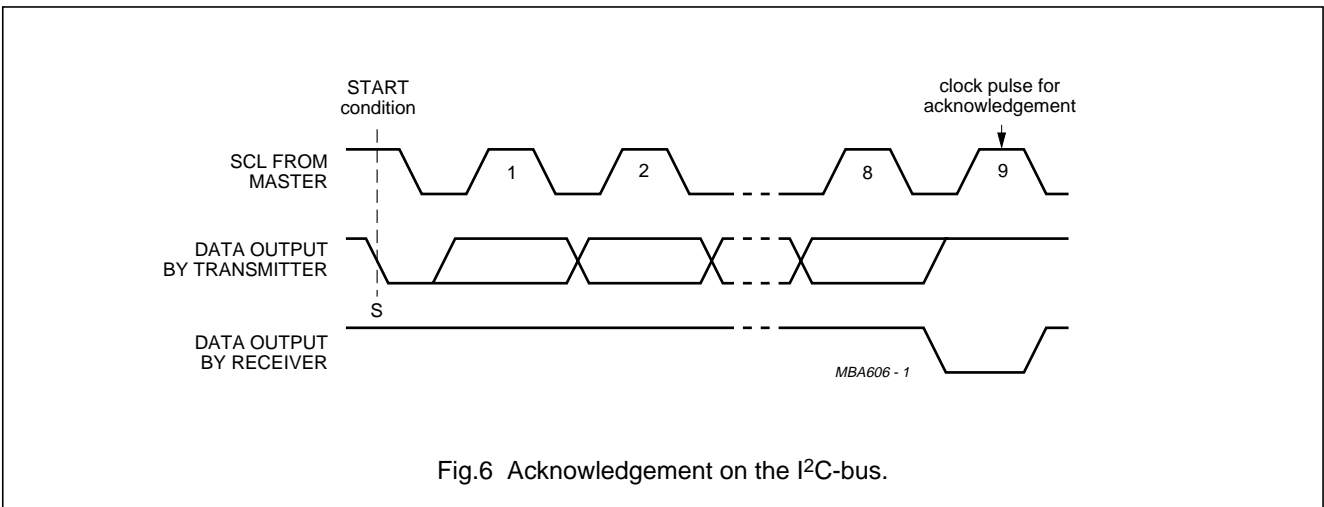 START
condition
clock pulse for
acknowledgement
SCL FROM
MASTER
1
2
8
9
DATA OUTPUT
BY TRANSMITTER
S
DATA OUTPUT
BY RECEIVER
MBA606 - 1
Fig.6 Acknowledgement on the I²C-bus.